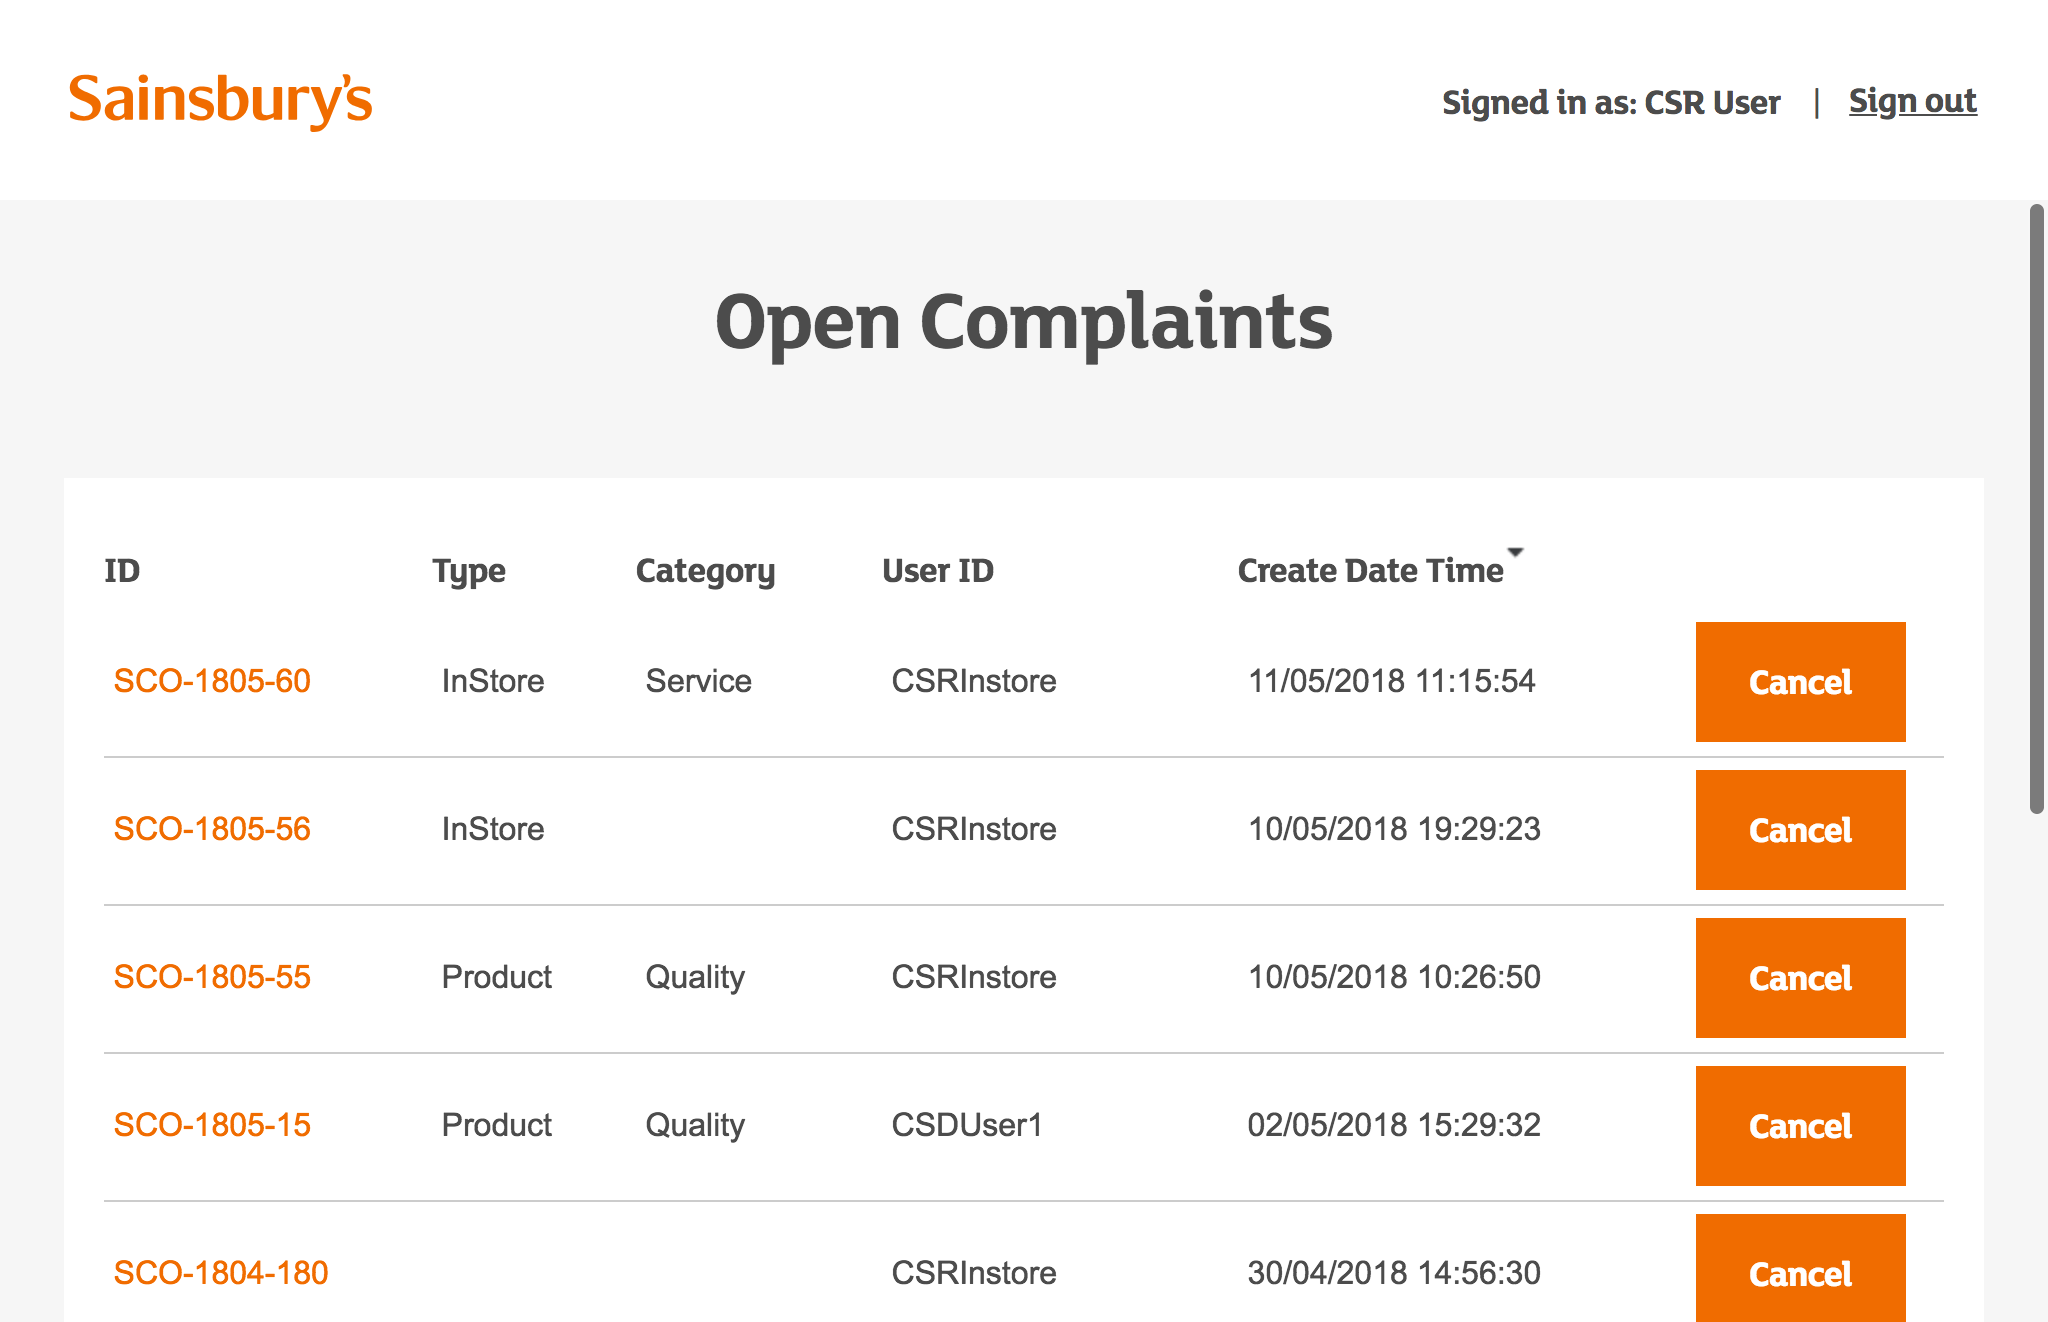 Sainsbury's
Signed in as: CSR User | Sign out
Open Complaints
ID Type Category User ID Create Date Time
SCO-1805-60 InStore Service CSRInstore 11/05/2018 11:15:54 Cancel
SCO-1805-56 InStore CSRInstore 10/05/2018 19:29:23 Cancel
SCO-1805-55 Product Quality CSRInstore 10/05/2018 10:26:50 Cancel
SCO-1805-15 Product Quality CSDUser1 02/05/2018 15:29:32 Cancel
SCO-1804-180 CSRInstore 30/04/2018 14:56:30 Cancel